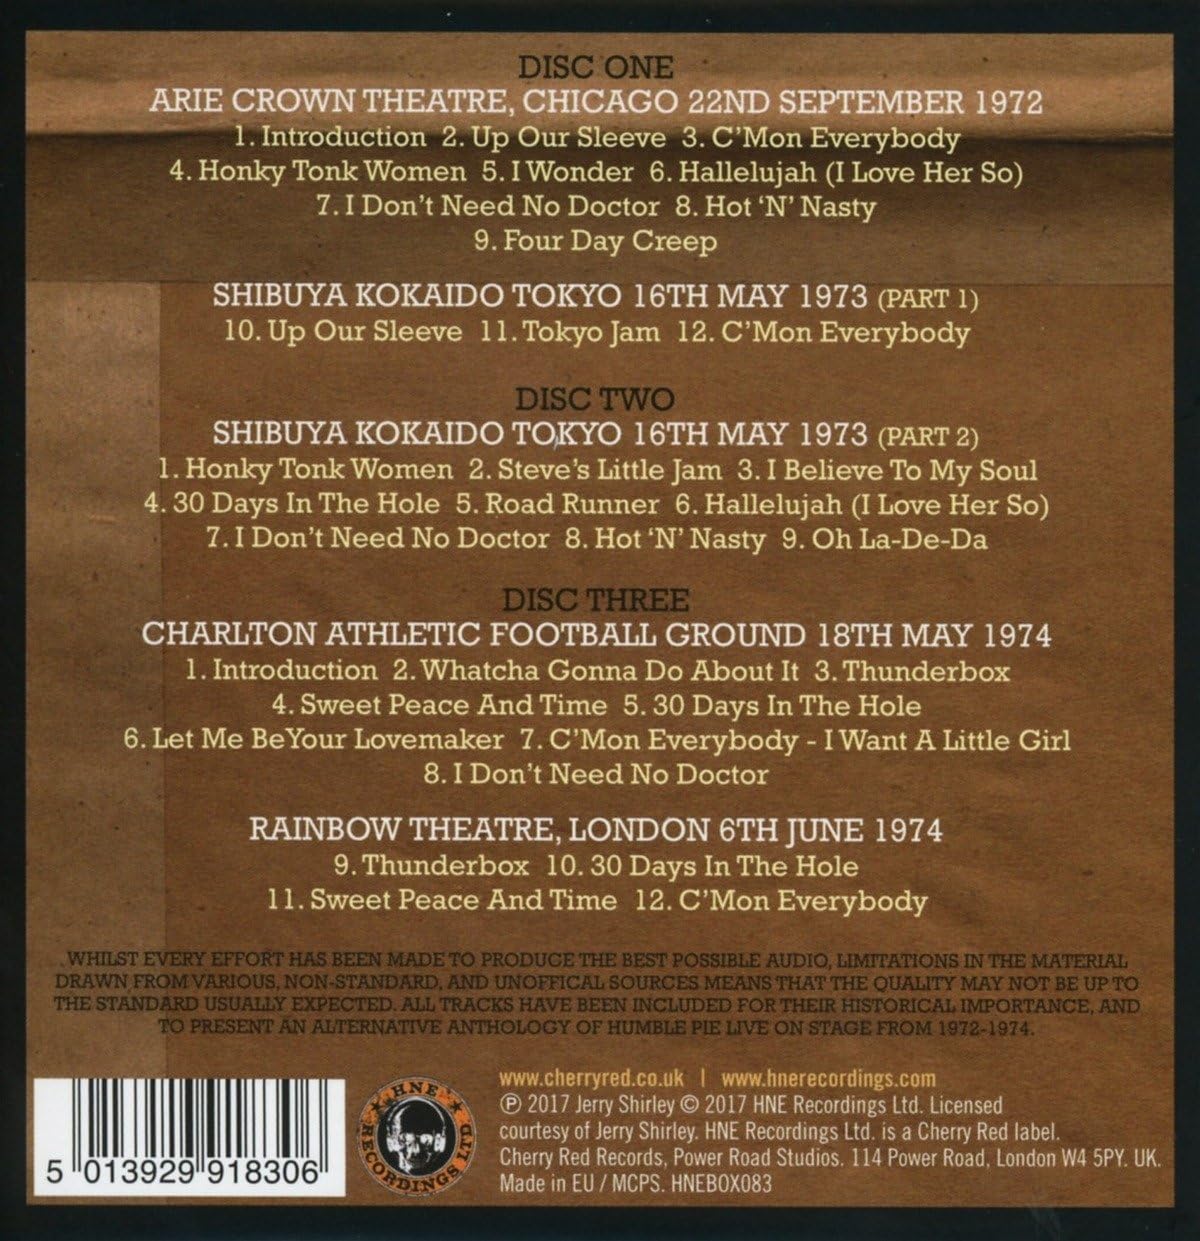 DISC ONE
ARIE CROWN THEATRE, CHICAGO 22ND SEPTEMBER 1972
1. Introduction 2. Up Our Sleeve 3. C'Mon Everybody
4. Honky Tonk Women 5. I Wonder 6. Hallelujah (I Love Her So)
7. I Don't Need No Doctor 8. Hot 'N' Nasty
9. Four Day Creep
SHIBUYA KOKAIDO TOKYO 16TH MAY 1973 (PART 1)
10. Up Our Sleeve 11. Tokyo Jam 12. C'Mon Everybody
DISC TWO
SHIBUYA KOKAIDO TOKYO 16TH MAY 1973 (PART 2)
1. Honky Tonk Women 2. Steve's Little Jam 3. I Believe To My Soul
4. 30 Days In The Hole 5. Road Runner 6. Hallelujah (I Love Her So)
7. I Don't Need No Doctor 8. Hot 'N' Nasty 9. Oh La-De-Da
DISC THREE
CHARLTON ATHLETIC FOOTBALL GROUND 18TH MAY 1974
1. Introduction 2. Whatcha Gonna Do About It 3. Thunderbox
4. Sweet Peace And Time 5. 30 Days In The Hole
6. Let Me Be Your Lovemaker 7. C'Mon Everybody - I Want A Little Girl
8. I Don't Need No Doctor
RAINBOW THEATRE, LONDON 6TH JUNE 1974
9. Thunderbox 10. 30 Days In The Hole
11. Sweet Peace And Time 12. C'Mon Everybody
WHILST EVERY EFFORT HAS BEEN MADE TO PRODUCE THE BEST POSSIBLE AUDIO, LIMITATIONS IN THE MATERIAL
DRAWN FROM VARIOUS, NON-STANDARD, AND UNOFFICAL SOURCES MEANS THAT THE QUALITY MAY NOT BE UP TO
THE STANDARD USUALLY EXPECTED. ALL TRACKS HAVE BEEN INCLUDED FOR THEIR HISTORICAL IMPORTANCE, AND
TO PRESENT AN ALTERNATIVE ANTHOLOGY OF HUMBLE PIE LIVE ON STAGE FROM 1972-1974.
5 013929 918306
HNE RECORDINGS LTD
www.cherryred.co.uk | www.hnerecordings.com
℗ 2017 Jerry Shirley © 2017 HNE Recordings Ltd. Licensed
courtesy of Jerry Shirley. HNE Recordings Ltd. is a Cherry Red label.
Cherry Red Records, Power Road Studios. 114 Power Road, London W4 5PY. UK.
Made in EU / MCPS. HNEBOX083